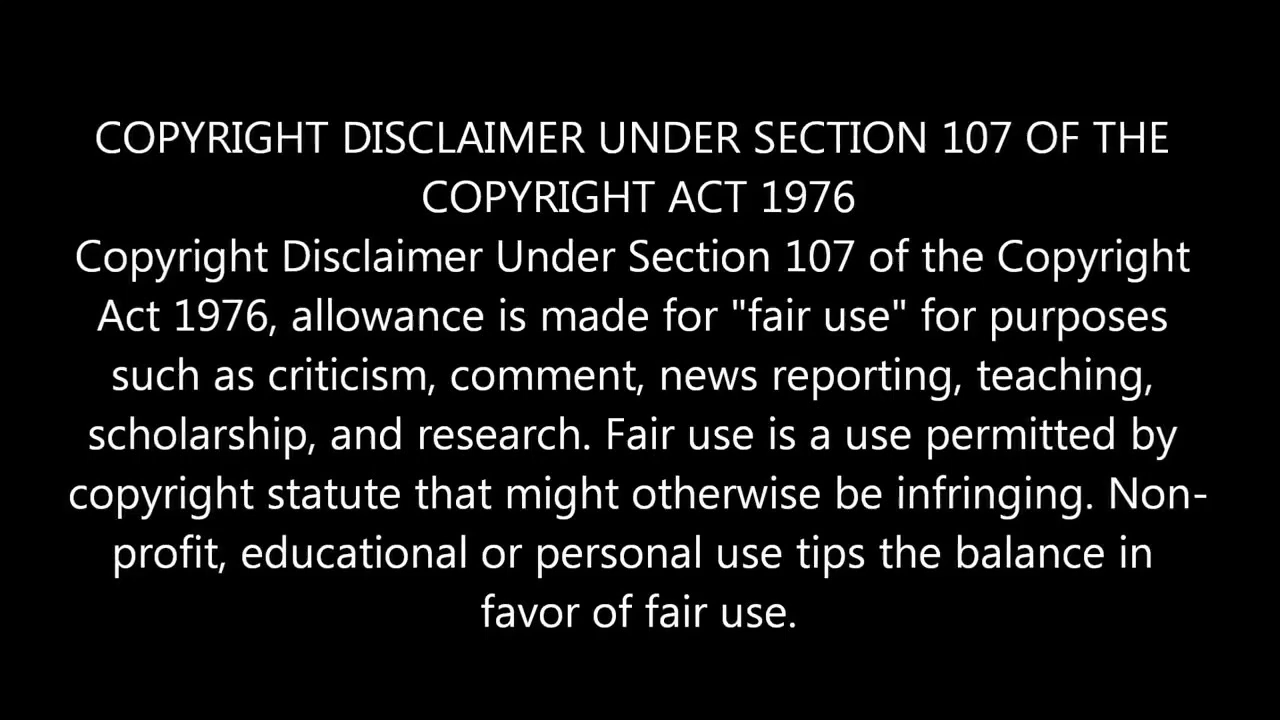 COPYRIGHT DISCLAIMER UNDER SECTION 107 OF THE
COPYRIGHT ACT 1976
Copyright Disclaimer Under Section 107 of the Copyright
Act 1976, allowance is made for "fair use" for purposes
such as criticism, comment, news reporting, teaching,
scholarship, and research. Fair use is a use permitted by
copyright statute that might otherwise be infringing. Non-
profit, educational or personal use tips the balance in
favor of fair use.